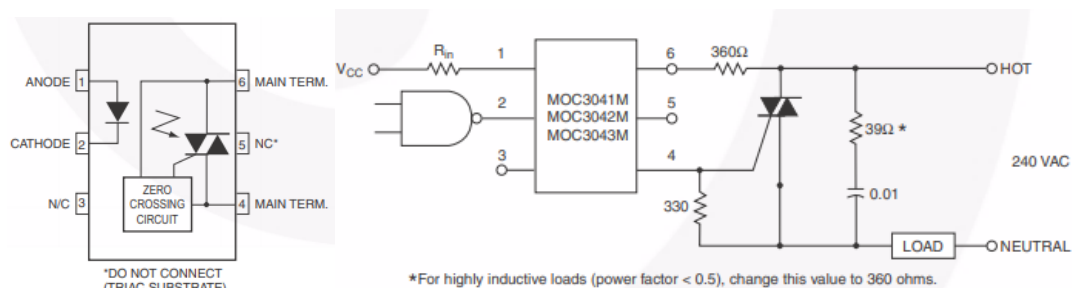 ANODE 1
6 MAIN TERM.
CATHODE 2
5 NC*
N/C 3
ZERO
CROSSING
CIRCUIT
4 MAIN TERM.
*DO NOT CONNECT
(TRIAC SUBSTRATE)
VCC
Rin
1
2
3
MOC3041M
MOC3042M
MOC3043M
6
5
4
360Ω
HOT
39Ω *
240 VAC
0.01
330
LOAD
NEUTRAL
*For highly inductive loads (power factor < 0.5), change this value to 360 ohms.